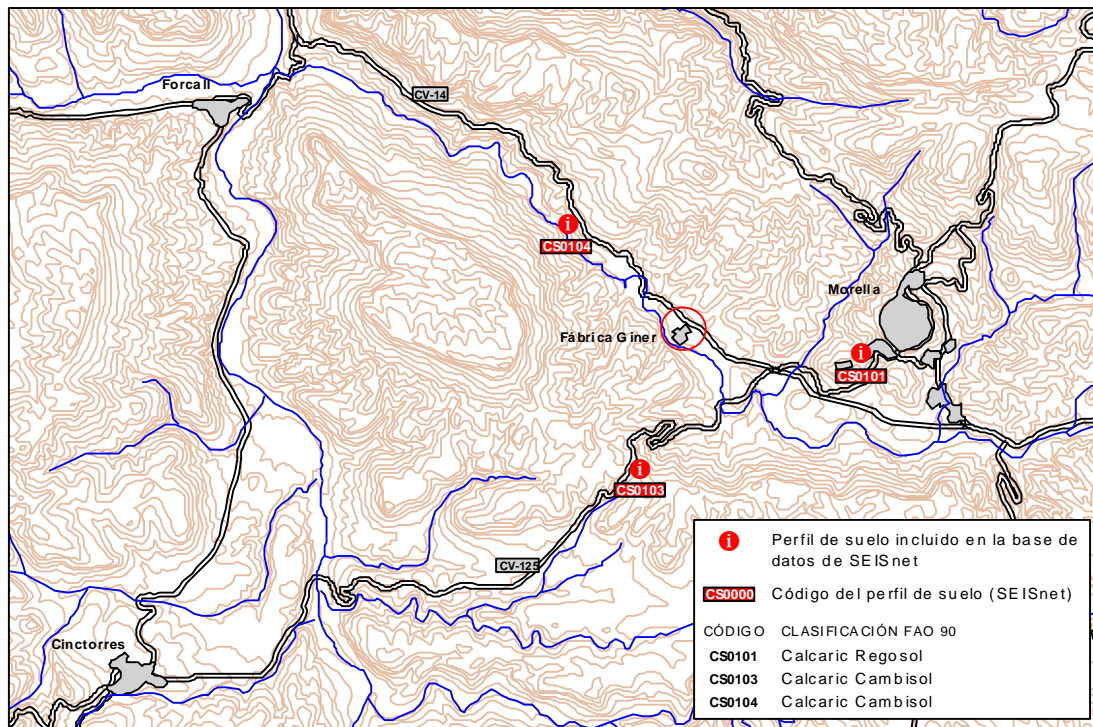 Forcall
CV-14
CS0104
Morella
Fábrica Giner
CS0101
CS0103
CV-125
Cinctorres
i Perfil de suelo incluido en la base de
datos de SEISnet
CS0000 Código del perfil de suelo (SEISnet)
CÓDIGO CLASIFICACIÓN FAO 90
CS0101 Calcaric Regosol
CS0103 Calcaric Cambisol
CS0104 Calcaric Cambisol